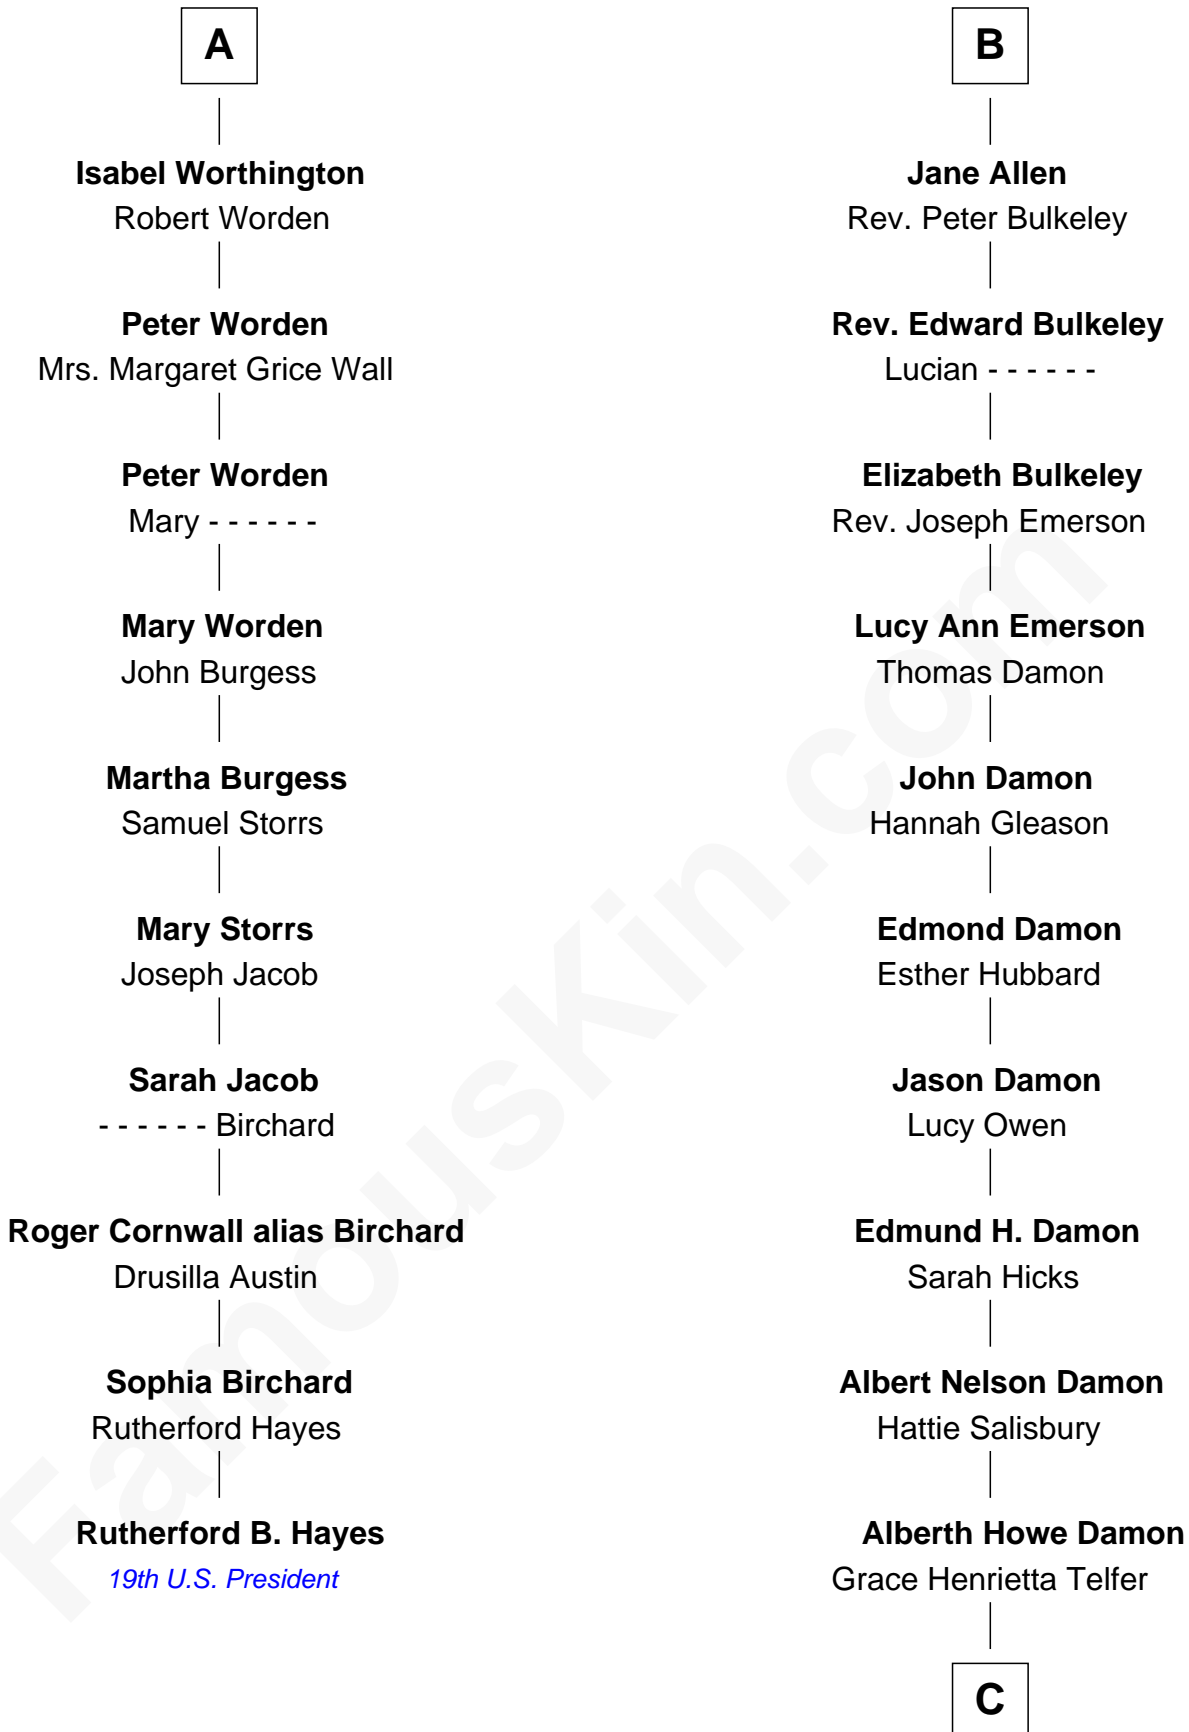 A
Isabel Worthington
Robert Worden
Peter Worden
Mrs. Margaret Grice Wall
Peter Worden
Mary - - - - - -
Mary Worden
John Burgess
Martha Burgess
Samuel Storrs
Mary Storrs
Joseph Jacob
Sarah Jacob
- - - - - - Birchard
Roger Cornwall alias Birchard
Drusilla Austin
Sophia Birchard
Rutherford Hayes
Rutherford B. Hayes
19th U.S. President
B
Jane Allen
Rev. Peter Bulkeley
Rev. Edward Bulkeley
Lucian - - - - - -
Elizabeth Bulkeley
Rev. Joseph Emerson
Lucy Ann Emerson
Thomas Damon
John Damon
Hannah Gleason
Edmond Damon
Esther Hubbard
Jason Damon
Lucy Owen
Edmund H. Damon
Sarah Hicks
Albert Nelson Damon
Hattie Salisbury
Alberth Howe Damon
Grace Henrietta Telfer
C
FamousKin.com